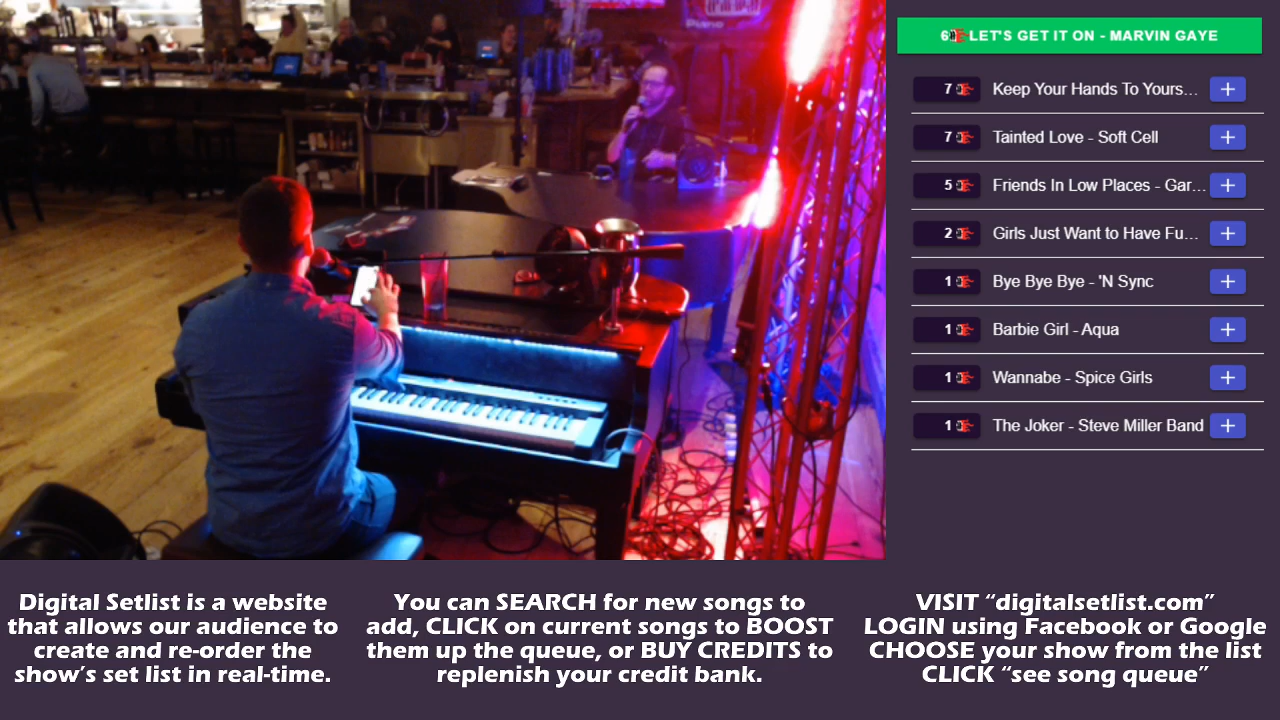 Piano
6 LET'S GET IT ON - MARVIN GAYE
7 Keep Your Hands To Yours...
7 Tainted Love - Soft Cell
5 Friends In Low Places - Gar...
2 Girls Just Want to Have Fu...
1 Bye Bye Bye - 'N Sync
1 Barbie Girl - Aqua
1 Wannabe - Spice Girls
1 The Joker - Steve Miller Band
Digital Setlist is a website
that allows our audience to
create and re-order the
show's set list in real-time.
You can SEARCH for new songs to
add, CLICK on current songs to BOOST
them up the queue, or BUY CREDITS to
replenish your credit bank.
VISIT “digitalsetlist.com”
LOGIN using Facebook or Google
CHOOSE your show from the list
CLICK “see song queue”